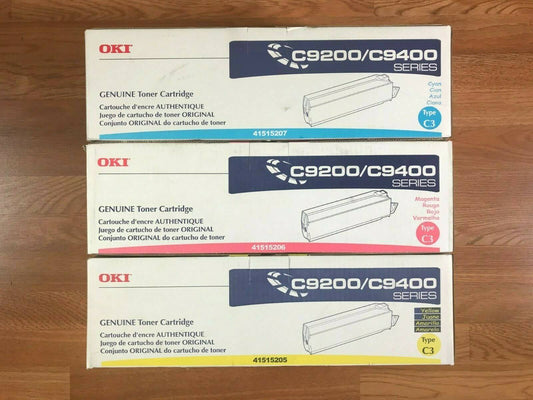 OKI
C9200/C9400
SERIES
GENUINE Toner Cartridge
Cartouche d'encre AUTHENTIQUE
Juego de cartucho de toner ORIGINAL
Conjunto ORIGINAL do cartucho de toner
Cyan
Cian
Azul
Ciano
Type
C3
41515207
OKI
C9200/C9400
SERIES
GENUINE Toner Cartridge
Cartouche d'encre AUTHENTIQUE
Juego de cartucho de toner ORIGINAL
Conjunto ORIGINAL do cartucho de toner
Magenta
Rouge
Rojo
Vermelho
Type
C3
41515206
OKI
C9200/C9400
SERIES
GENUINE Toner Cartridge
Cartouche d'encre AUTHENTIQUE
Juego de cartucho de toner ORIGINAL
Conjunto ORIGINAL do cartucho de toner
Yellow
Jaune
Amarillo
Amarelo
Type
C3
41515205